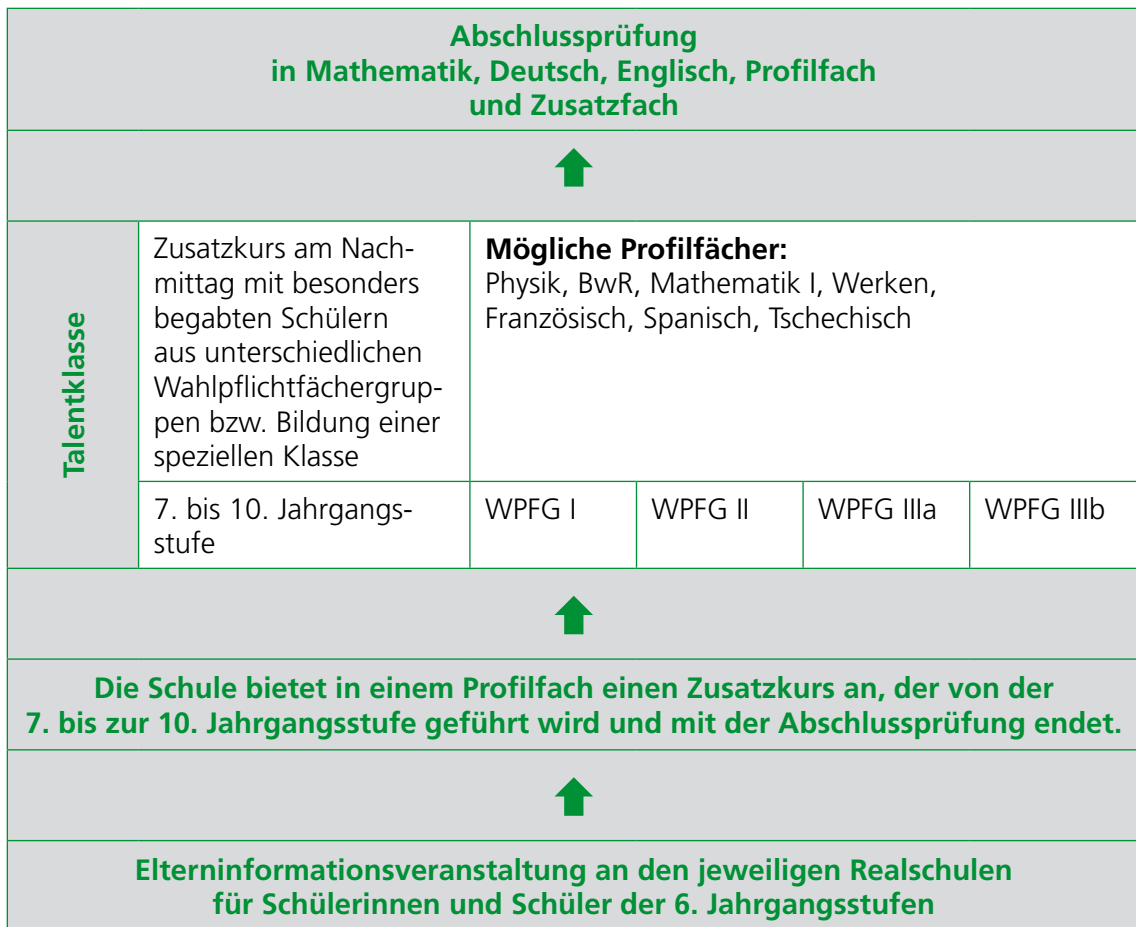 Abschlussprüfung
in Mathematik, Deutsch, Englisch, Profilfach
und Zusatzfach
Talentklasse
Zusatzkurs am Nach-
mittag mit besonders
begabten Schülern
aus unterschiedlichen
Wahlpflichtfächergrup-
pen bzw. Bildung einer
speziellen Klasse
Mögliche Profilfächer:
Physik, BwR, Mathematik I, Werken,
Französisch, Spanisch, Tschechisch
7. bis 10. Jahrgangs-
stufe
WPFG I
WPFG II
WPFG IIIa
WPFG IIIb
Die Schule bietet in einem Profilfach einen Zusatzkurs an, der von der
7. bis zur 10. Jahrgangsstufe geführt wird und mit der Abschlussprüfung endet.
Elterninformationsveranstaltung an den jeweiligen Realschulen
für Schülerinnen und Schüler der 6. Jahrgangsstufen